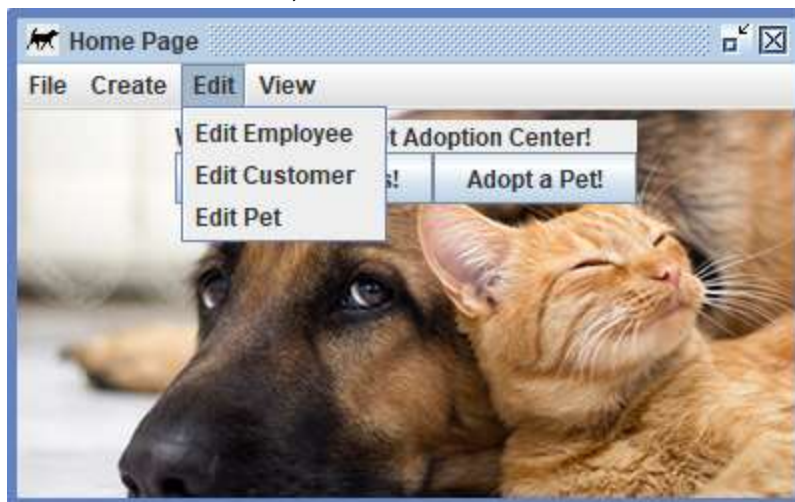 Home Page
File Create Edit View
Edit Employee
Edit Customer
Edit Pet
Adoption Center!
Adopt a Pet!